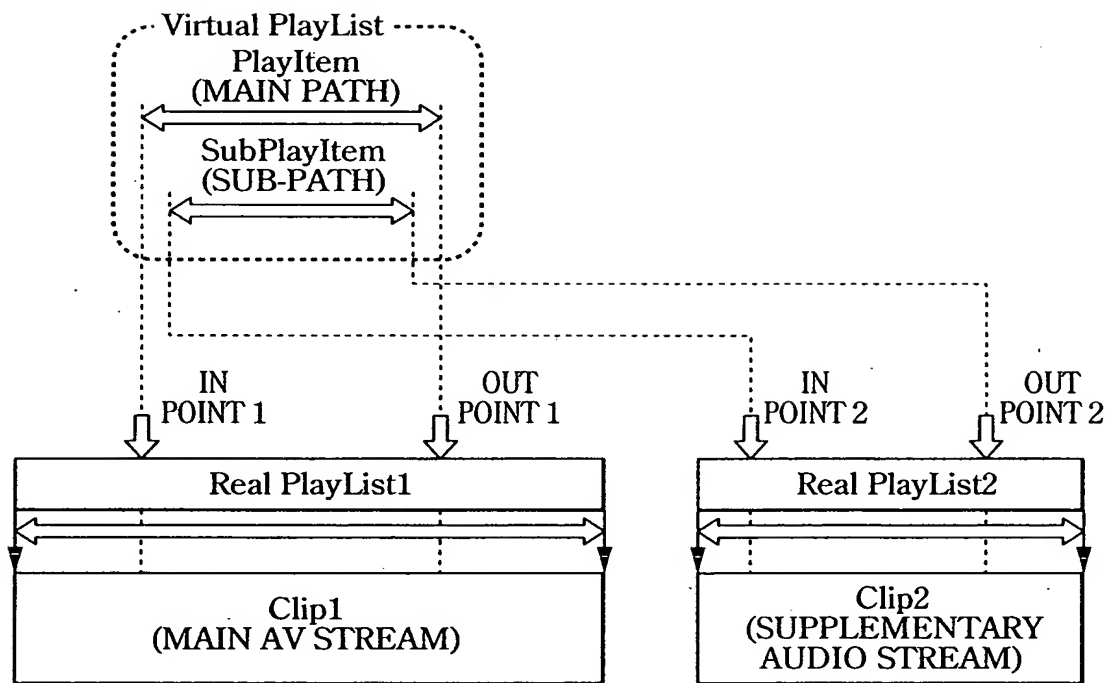 Virtual PlayList
PlayItem
(MAIN PATH)
SubPlayItem
(SUB-PATH)
IN
POINT 1
OUT
POINT 1
IN
POINT 2
OUT
POINT 2
Real PlayList1
Real PlayList2
Clip1
(MAIN AV STREAM)
Clip2
(SUPPLEMENTARY
AUDIO STREAM)